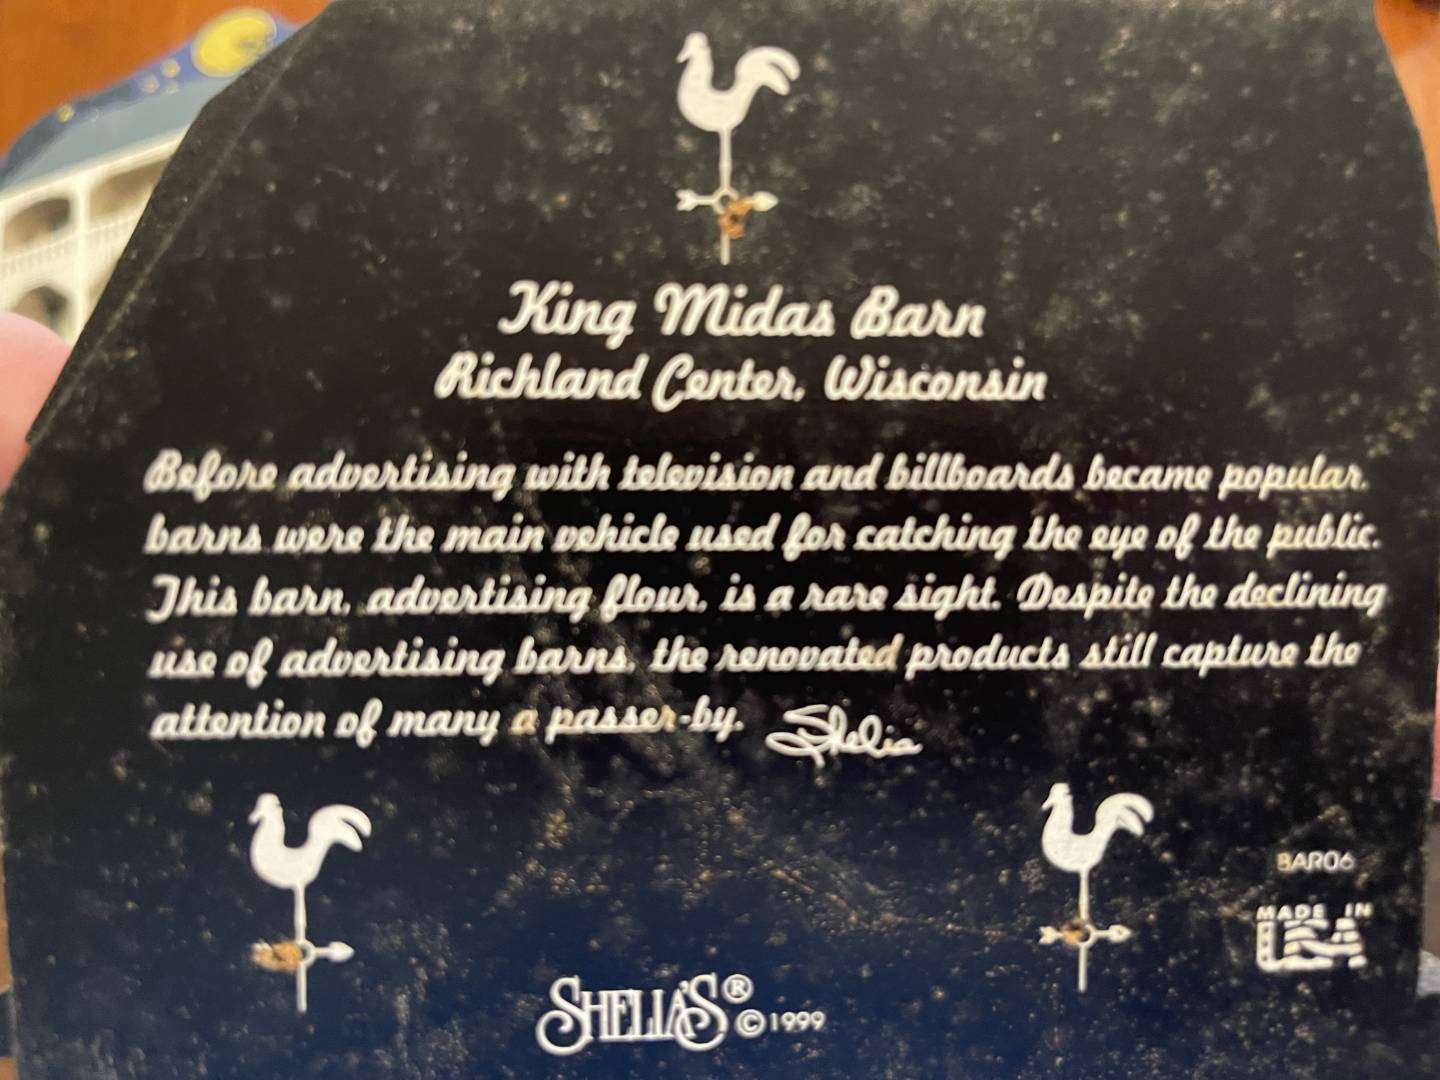 King Midas Barn
Richland Center, Wisconsin
Before advertising with television and billboards became popular,
barns were the main vehicle used for catching the eye of the public.
This barn, advertising flour, is a rare sight. Despite the declining
use of advertising barns, the renovated products still capture the
attention of many a passer-by. Shelia
BAR06
MADE IN
USA
SHELIA'S® ©1999